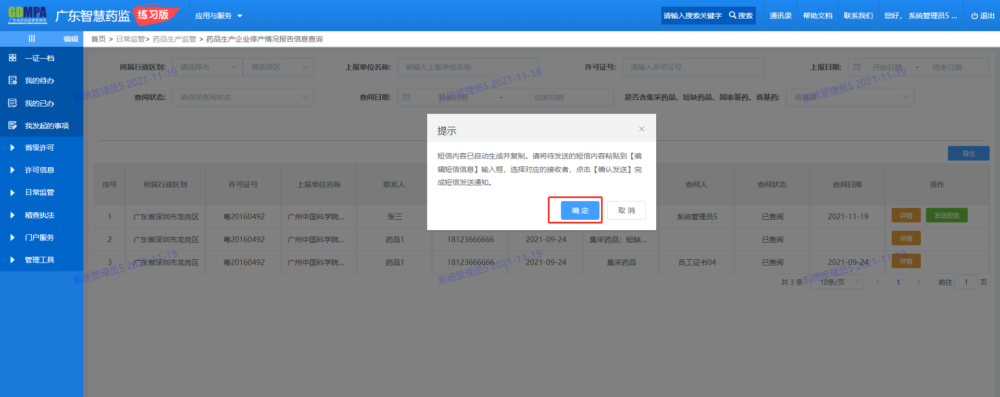 GDMPA
广东省药品监督管理局
Guangdong Medical Products Administration
广东智慧药监
练习版
应用与服务
请输入搜索关键字 搜索
通讯录
帮助文档
联系我们
您好， 系统管理员5 ...
退出
编辑
首页 > 日常监管> 药品生产监管 > 药品生产企业停产情况报告信息查询
一证一档
我的待办
我的已办
我发起的事项
省级许可
许可信息
日常监管
稽查执法
门户服务
管理工具
所属行政区划: 请选择市 请选择区 上报单位名称: 请输入上报单位名称 许可证号: 请输入许可证号 上报日期: 开始日期 - 结束日期
查阅状态: 请选择查阅状态 查阅日期: 开始日期 - 结束日期 是否含集采药品、短缺药品、国家基药、省基药: 请选择
系统管理员5 2021-11-19
系统管理员5 2021-11-19
系统管理员5 2021-11-19
提示
短信内容已自动生成并复制。请将待发送的短信内容粘贴到【编
辑短信信息】输入框，选择对应的接收者，点击【确认发送】完
成短信发送通知。
确 定 取 消
导出
序号 所属行政区划 许可证号 上报单位名称 联系人 查阅人 查阅状态 查阅日期 操作
1 广东省深圳市龙岗区 粤20160492 广州中国科学院... 张三 系统管理员5 已查阅 2021-11-19 详情 发送短信
2 广东省深圳市龙岗区 粤20160492 广州中国科学院... 药品1 18123666666 2021-09-24 集采药品；短缺... 已查阅 详情
3 广东省深圳市龙岗区 粤20160492 广州中国科学院... 药品1 18123666666 2021-09-24 集采药品 员工证书04 已查阅 2021-09-24 详情
系统管理员5 2021-11-19
系统管理员5 2021-11-19
系统管理员5 2021-11-19
共 3 条 10条/页 1 前往 1 页